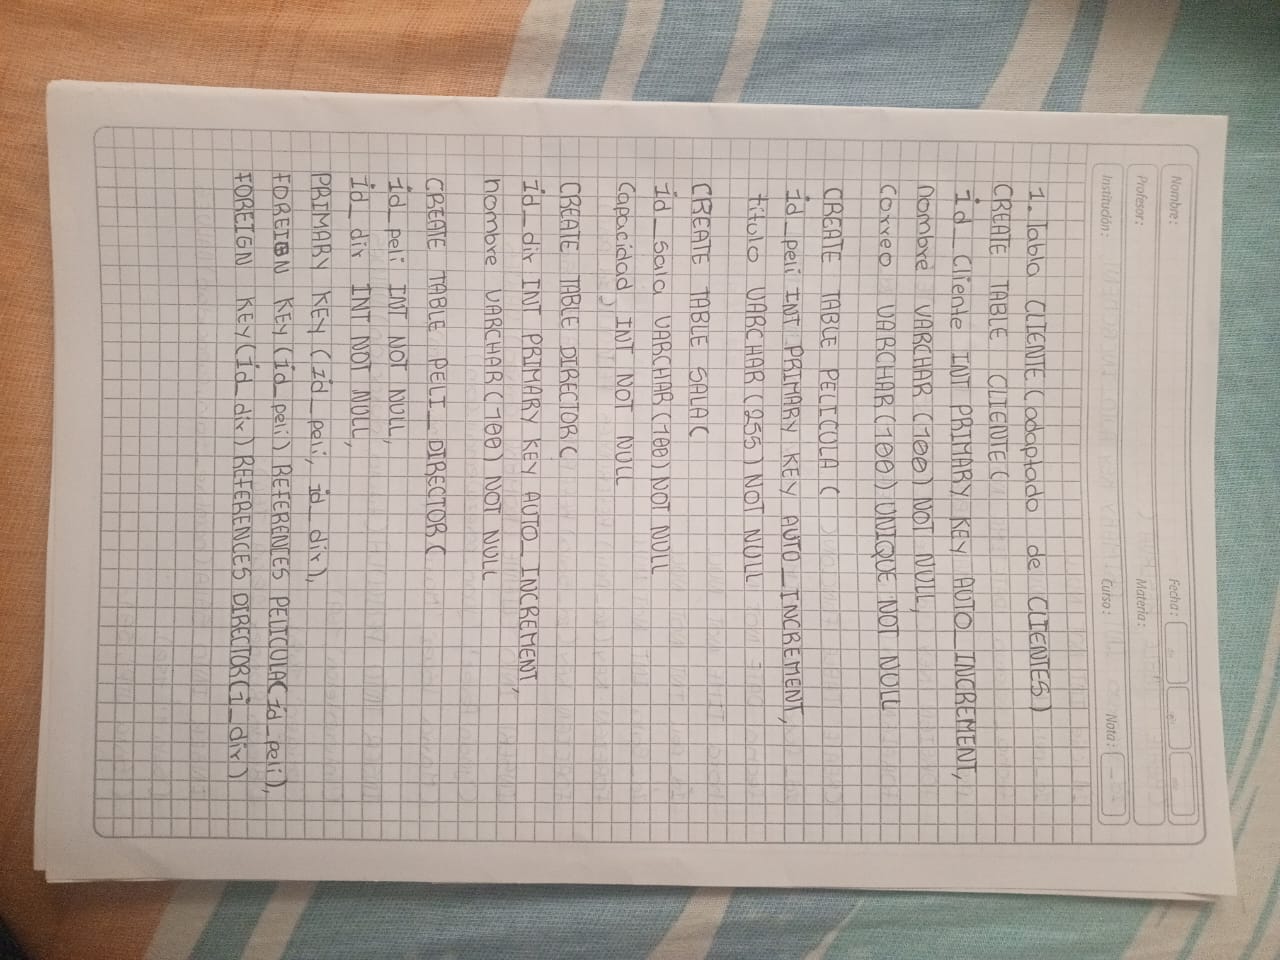 Nombre: Fecha:
Profesor: Materia:
Institución: Curso: Nota:
1. Tabla CLIENTE (adaptado de CLIENTES)
CREATE TABLE CLIENTE (
id_Cliente INT PRIMARY KEY AUTO_INCREMENT,
nombre VARCHAR (100) NOT NULL,
correo VARCHAR (100) UNIQUE NOT NULL
CREATE TABLE PELICULA (
id_peli INT PRIMARY KEY AUTO_INCREMENT,
titulo VARCHAR (255) NOT NULL
CREATE TABLE SALA (
id_sala VARCHAR (100) NOT NULL
Capacidad INT NOT NULL
CREATE TABLE DIRECTOR (
id_dir INT PRIMARY KEY AUTO_INCREMENT,
nombre VARCHAR (100) NOT NULL
CREATE TABLE PELI_DIRECTOR (
id_peli INT NOT NULL,
id_dir INT NOT NULL,
PRIMARY KEY (id_peli, id_dir),
KEY (id_peli) REFERENCES PELICULA (id_peli),
FOREIGN KEY (id_dir) REFERENCES DIRECTOR (i_dir)